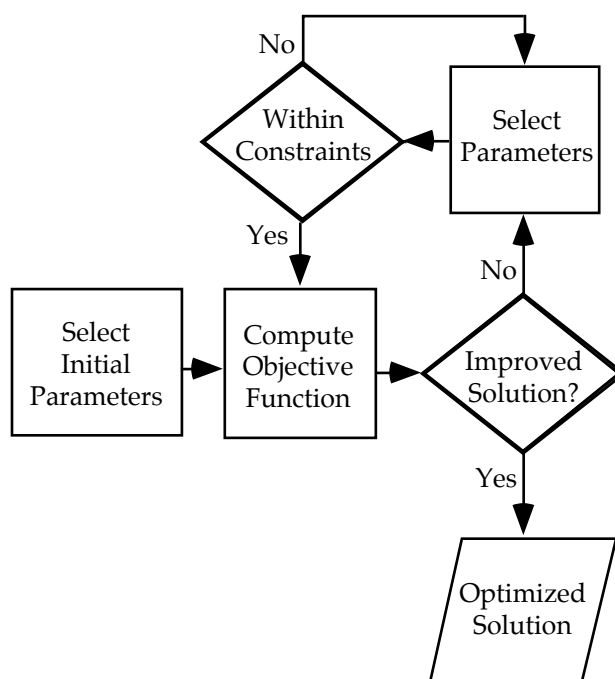 No
Within
Constraints
Select
Parameters
Yes
No
Select
Initial
Parameters
Compute
Objective
Function
Improved
Solution?
Yes
Optimized
Solution